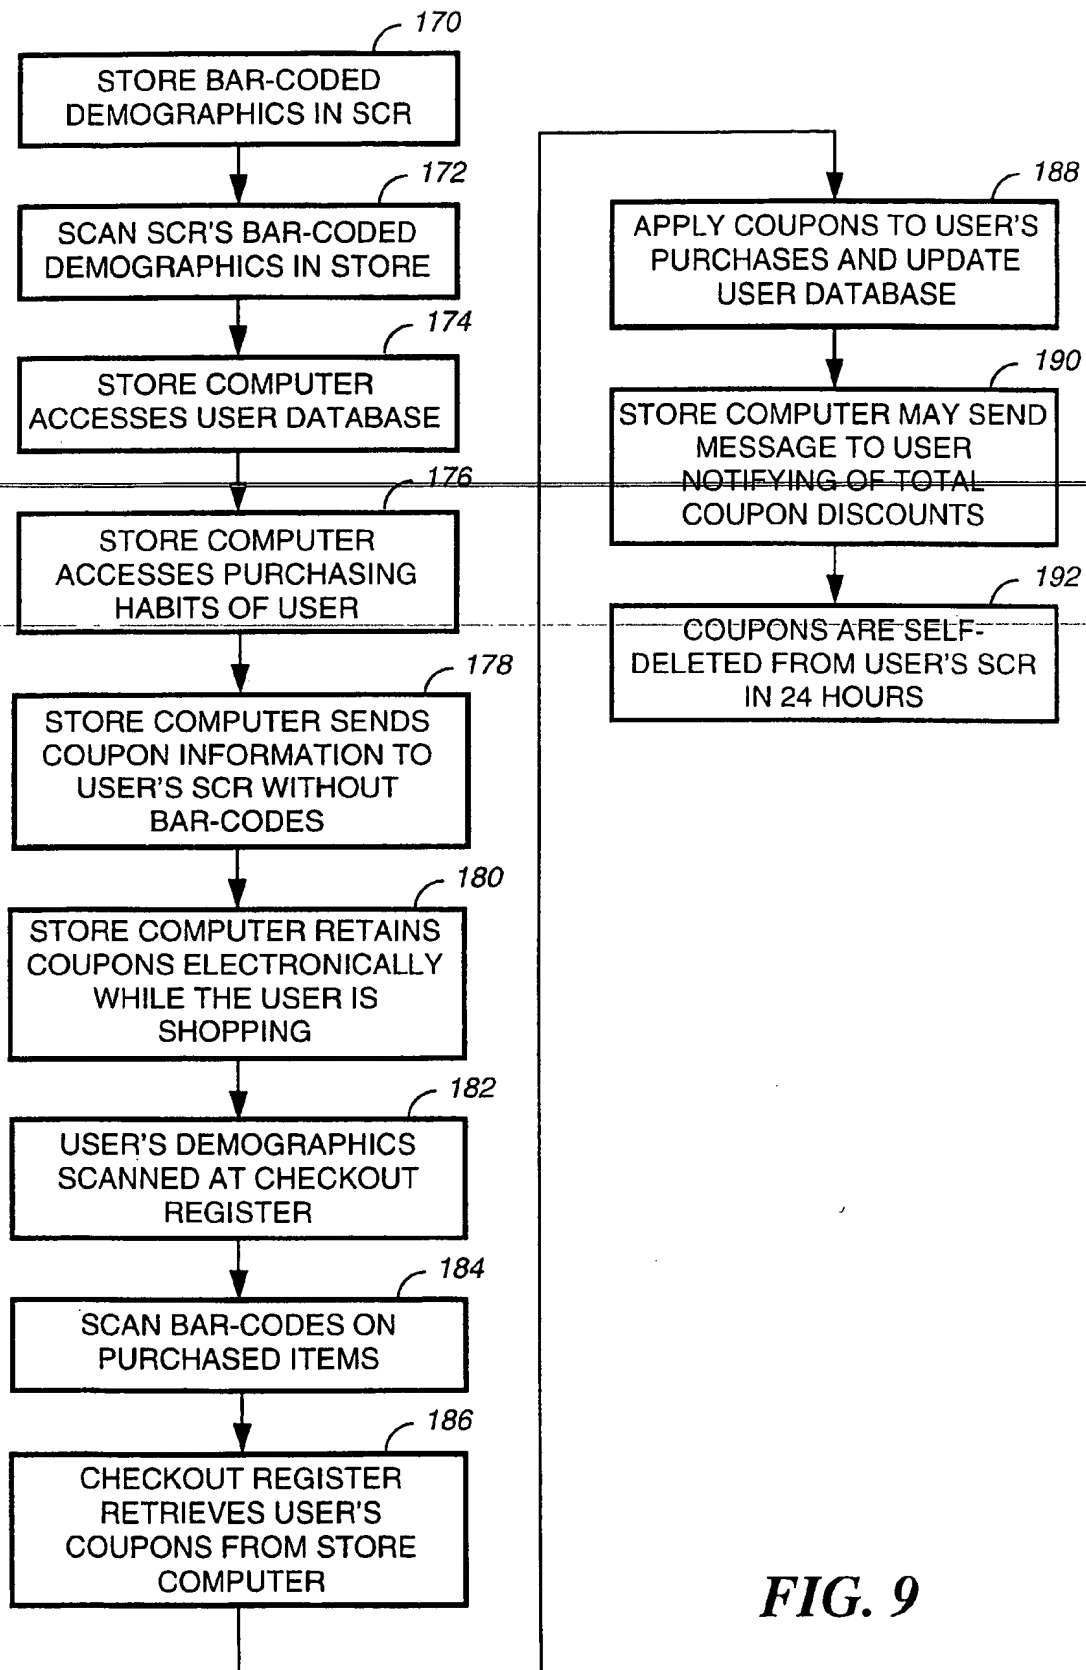 170
STORE BAR-CODED
DEMOGRAPHICS IN SCR
172
SCAN SCR'S BAR-CODED
DEMOGRAPHICS IN STORE
174
STORE COMPUTER
ACCESSES USER DATABASE
176
STORE COMPUTER
ACCESSES PURCHASING
HABITS OF USER
178
STORE COMPUTER SENDS
COUPON INFORMATION TO
USER'S SCR WITHOUT
BAR-CODES
180
STORE COMPUTER RETAINS
COUPONS ELECTRONICALLY
WHILE THE USER IS
SHOPPING
182
USER'S DEMOGRAPHICS
SCANNED AT CHECKOUT
REGISTER
184
SCAN BAR-CODES ON
PURCHASED ITEMS
186
CHECKOUT REGISTER
RETRIEVES USER'S
COUPONS FROM STORE
COMPUTER
188
APPLY COUPONS TO USER'S
PURCHASES AND UPDATE
USER DATABASE
190
STORE COMPUTER MAY SEND
MESSAGE TO USER
NOTIFYING OF TOTAL
COUPON DISCOUNTS
192
COUPONS ARE SELF-
DELETED FROM USER'S SCR
IN 24 HOURS
FIG. 9